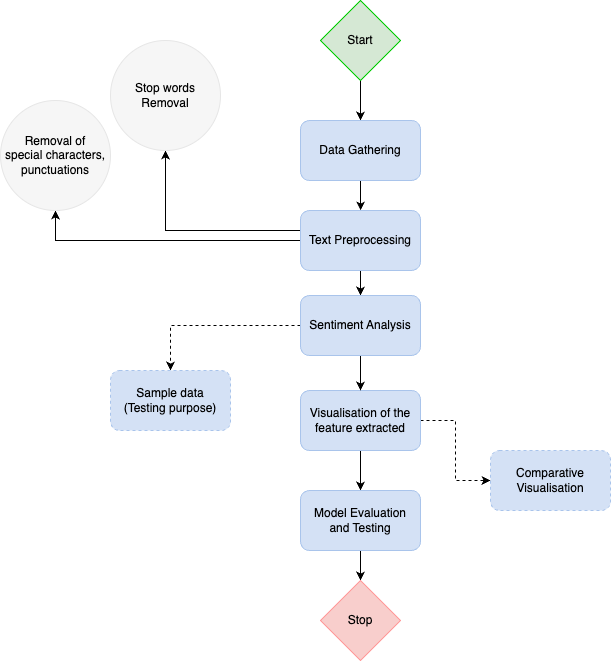 Start
Stop words
Removal
Removal of
special characters,
punctuations
Data Gathering
Text Preprocessing
Sentiment Analysis
Sample data
(Testing purpose)
Visualisation of the
feature extracted
Comparative
Visualisation
Model Evaluation
and Testing
Stop